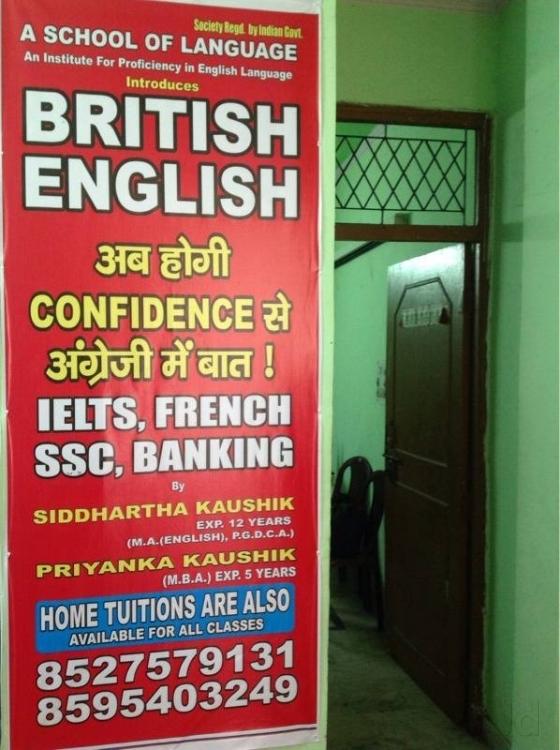 Society Regd. by Indian Govt.
A SCHOOL OF LANGUAGE
An Institute For Proficiency in English Language
Introduces
BRITISH
ENGLISH
अब होगी
CONFIDENCE से
अंग्रेजी में बात !
IELTS, FRENCH
SSC, BANKING
By
SIDDHARTHA KAUSHIK
EXP. 12 YEARS
(M.A.(ENGLISH), P.G.D.C.A.)
PRIYANKA KAUSHIK
(M.B.A.) EXP. 5 YEARS
HOME TUITIONS ARE ALSO
AVAILABLE FOR ALL CLASSES
8527579131
8595403249